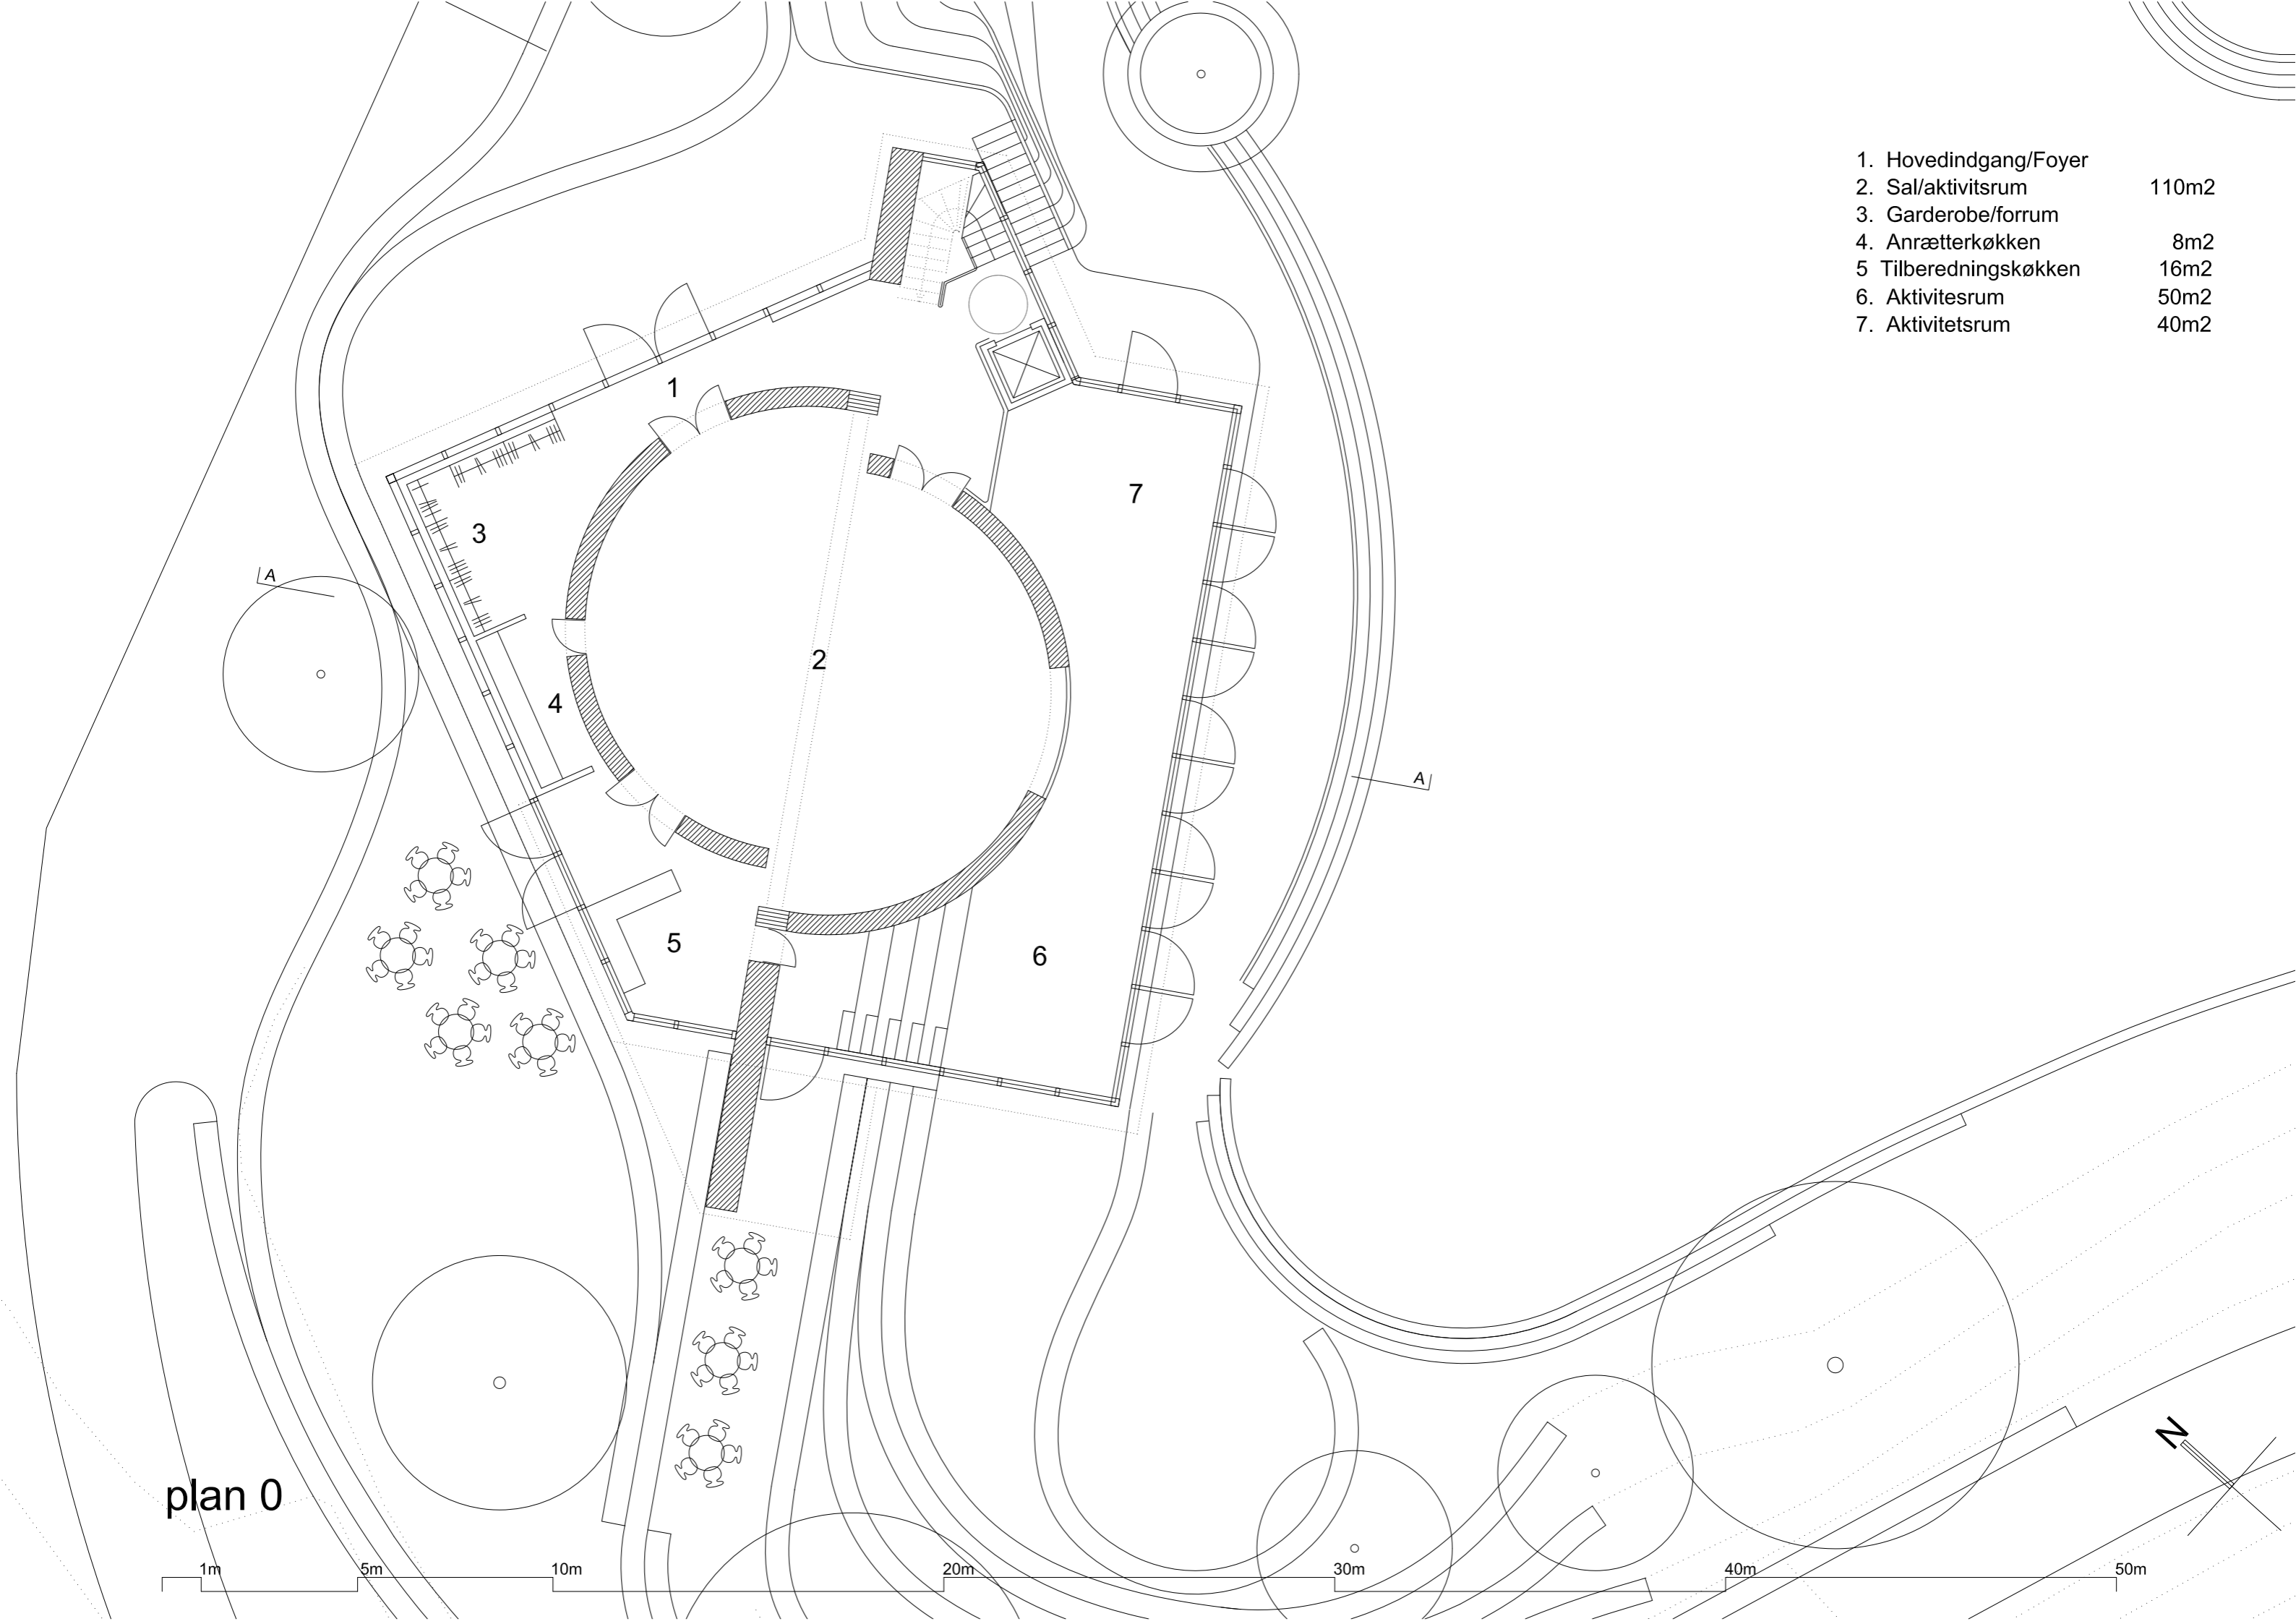 1. Hovedindgang/Foyer
2. Sal/aktivitsrum 110m2
3. Garderobe/forrum
4. Anrætterkøkken 8m2
5 Tilberedningskøkken 16m2
6. Aktivitesrum 50m2
7. Aktivitetsrum 40m2
1
7
3
A
2
4
A
5
6
N
plan 0
1m 5m 10m 20m 30m 40m 50m